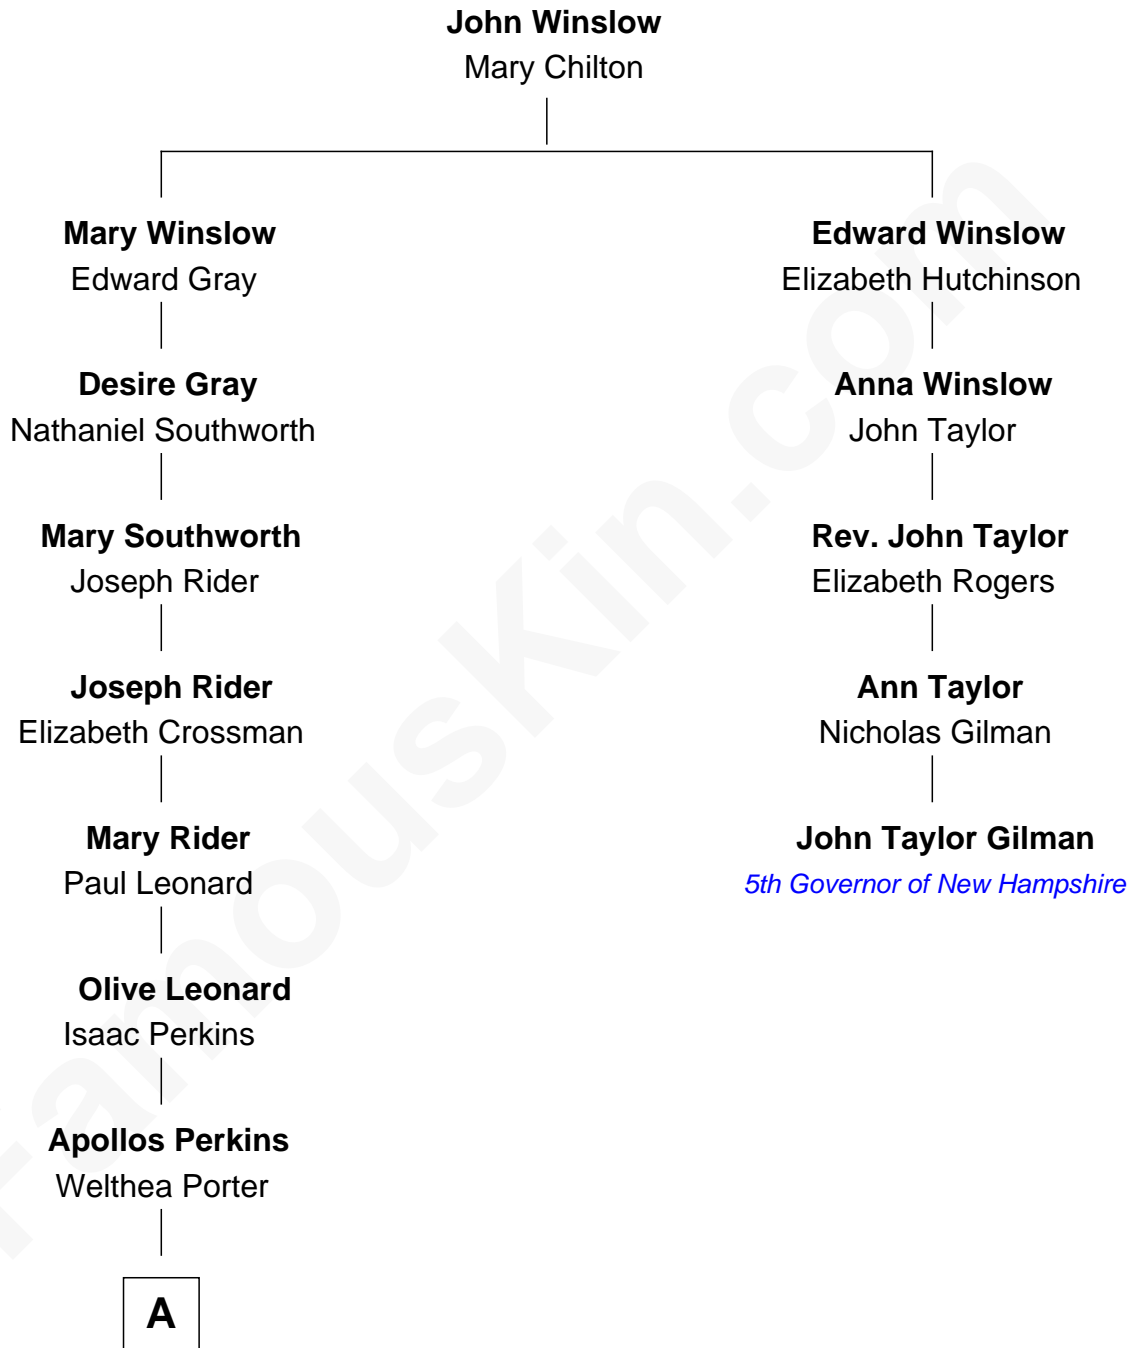 John Winslow
Mary Chilton
Mary Winslow
Edward Gray
Desire Gray
Nathaniel Southworth
Mary Southworth
Joseph Rider
Joseph Rider
Elizabeth Crossman
Mary Rider
Paul Leonard
Olive Leonard
Isaac Perkins
Apollos Perkins
Welthea Porter
A
Edward Winslow
Elizabeth Hutchinson
Anna Winslow
John Taylor
Rev. John Taylor
Elizabeth Rogers
Ann Taylor
Nicholas Gilman
John Taylor Gilman
5th Governor of New Hampshire
FamousKin.com